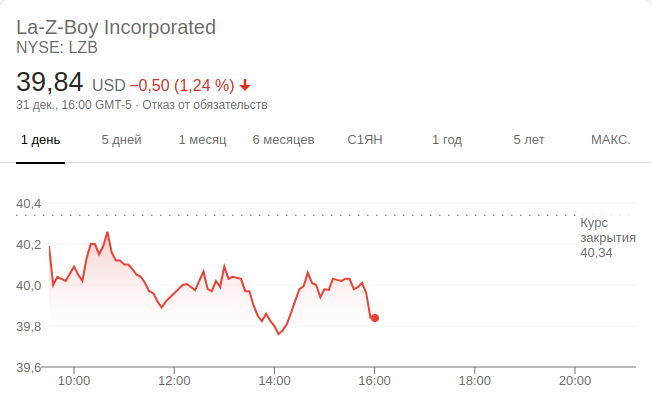 La-Z-Boy Incorporated
NYSE: LZB
39,84 USD −0,50 (1,24 %)
31 дек., 16:00 GMT-5 · Отказ от обязательств
1 день 5 дней 1 месяц 6 месяцев С1ЯН 1 год 5 лет МАКС.
40,4
Курс
закрытия
40,34
40,2
40,0
39,8
39,6
10:00 12:00 14:00 16:00 18:00 20:00